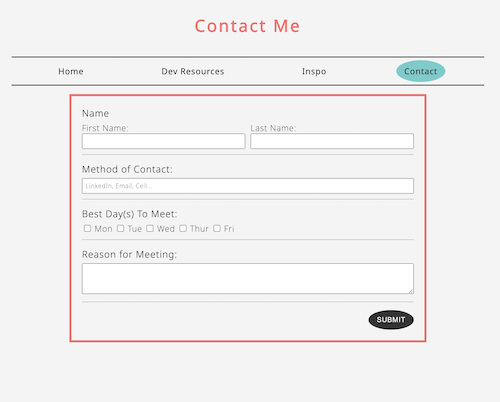 Contact Me
Home Dev Resources Inspo Contact
Name
First Name: Last Name:
Method of Contact:
LinkedIn, Email, Cell...
Best Day(s) To Meet:
Mon Tue Wed Thur Fri
Reason for Meeting:
SUBMIT